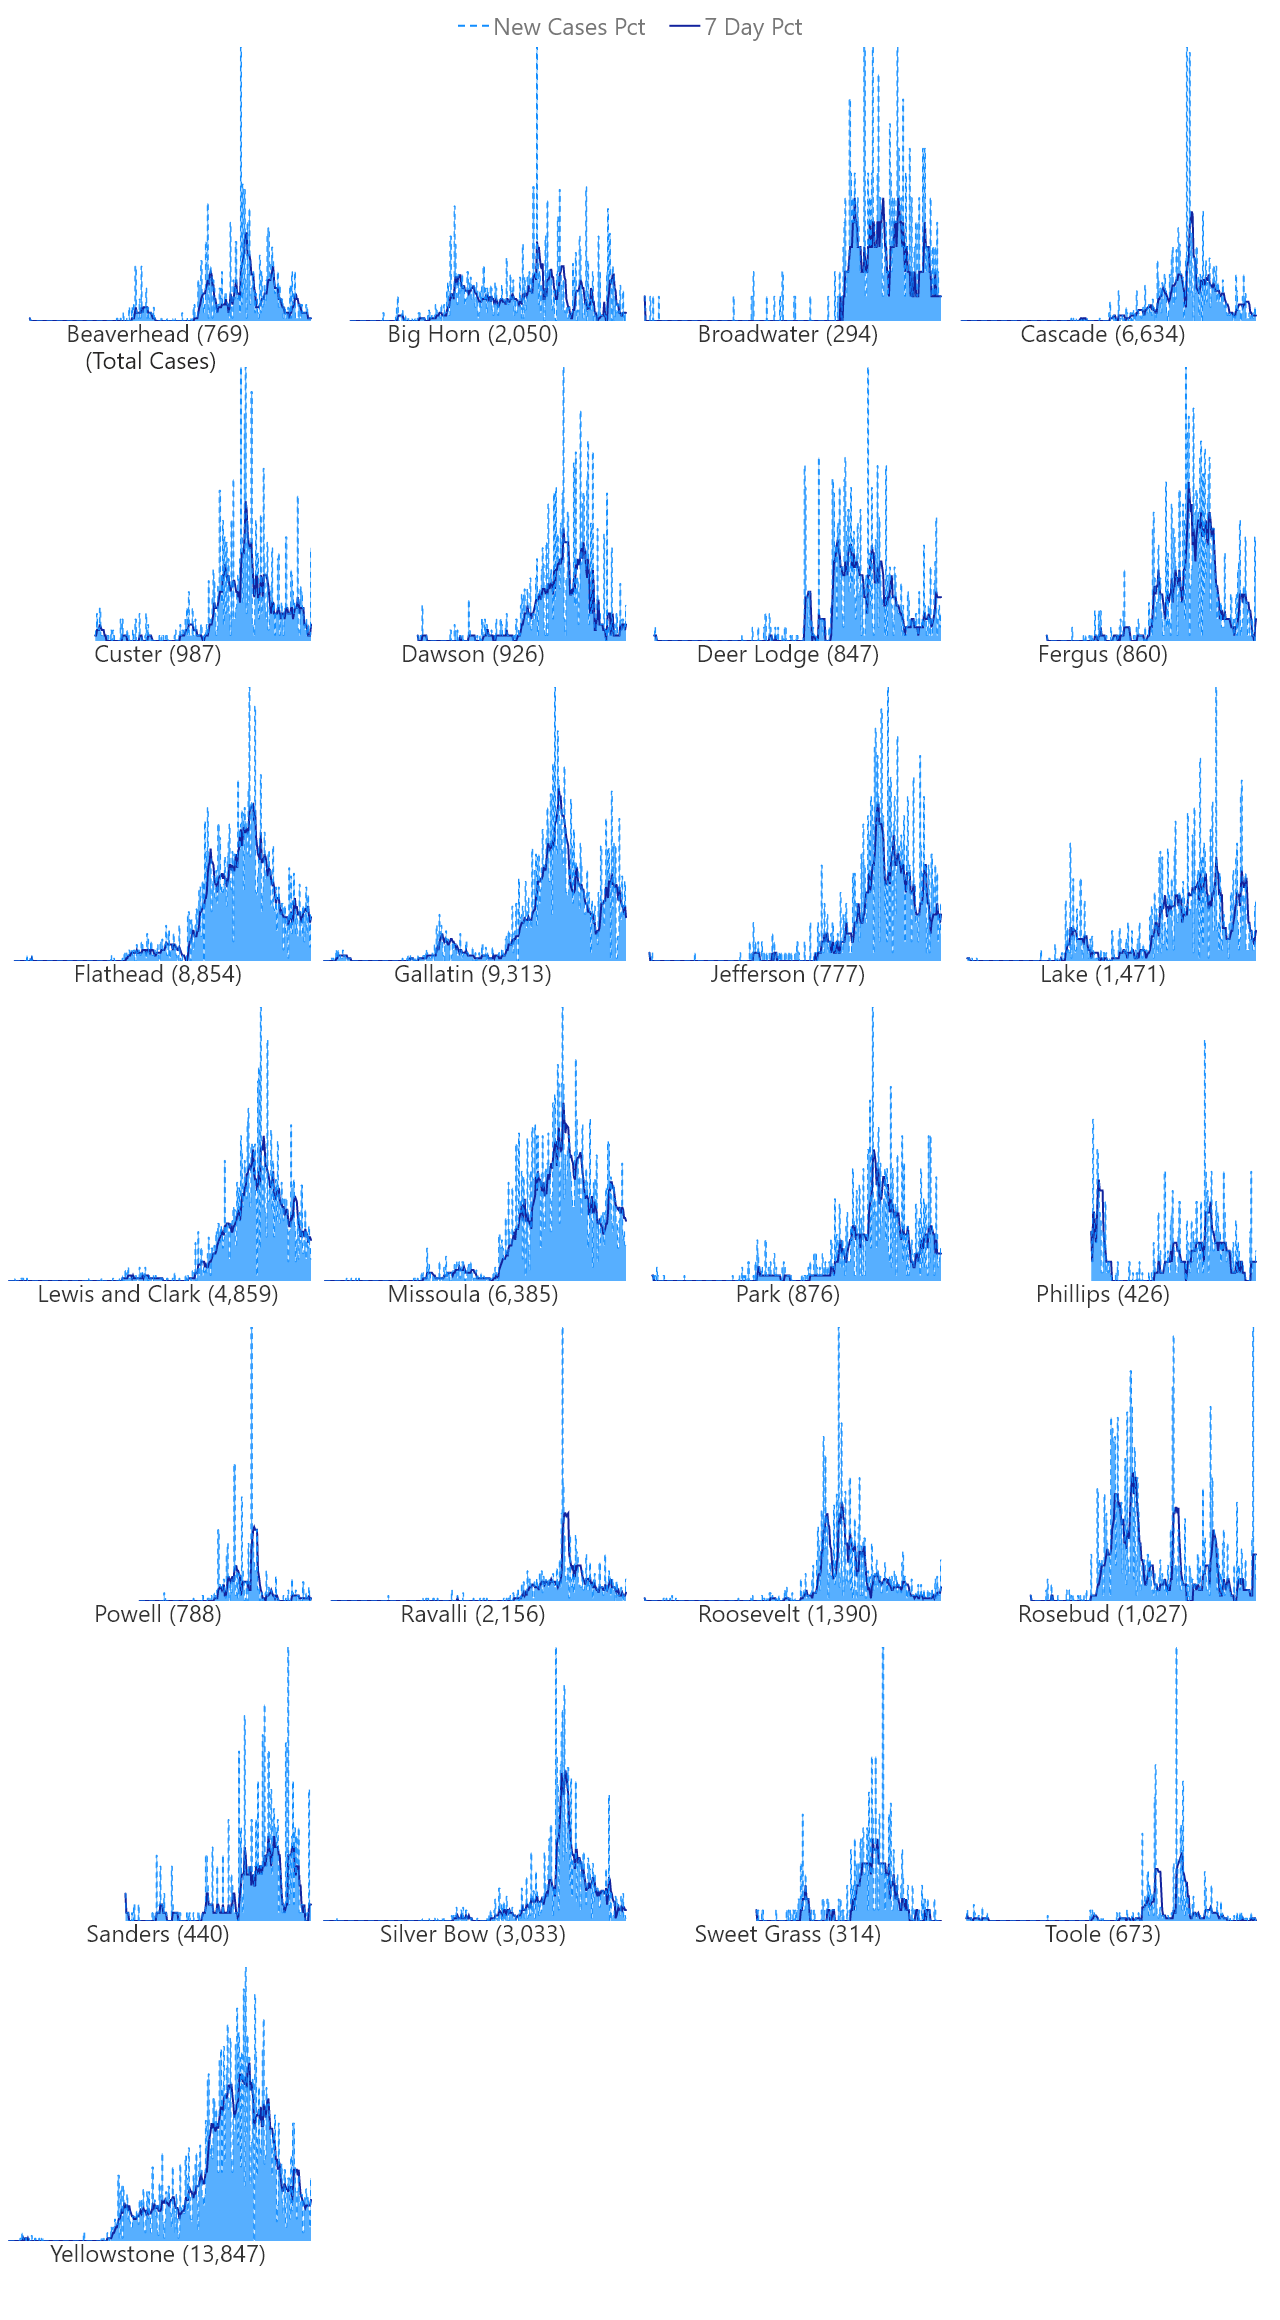 New Cases Pct 7 Day Pct
Beaverhead (769) Big Horn (2,050) Broadwater (294) Cascade (6,634)
(Total Cases)
Custer (987) Dawson (926) Deer Lodge (847) Fergus (860)
Flathead (8,854) Gallatin (9,313) Jefferson (777) Lake (1,471)
Lewis and Clark (4,859) Missoula (6,385) Park (876) Phillips (426)
Powell (788) Ravalli (2,156) Roosevelt (1,390) Rosebud (1,027)
Sanders (440) Silver Bow (3,033) Sweet Grass (314) Toole (673)
Yellowstone (13,847)